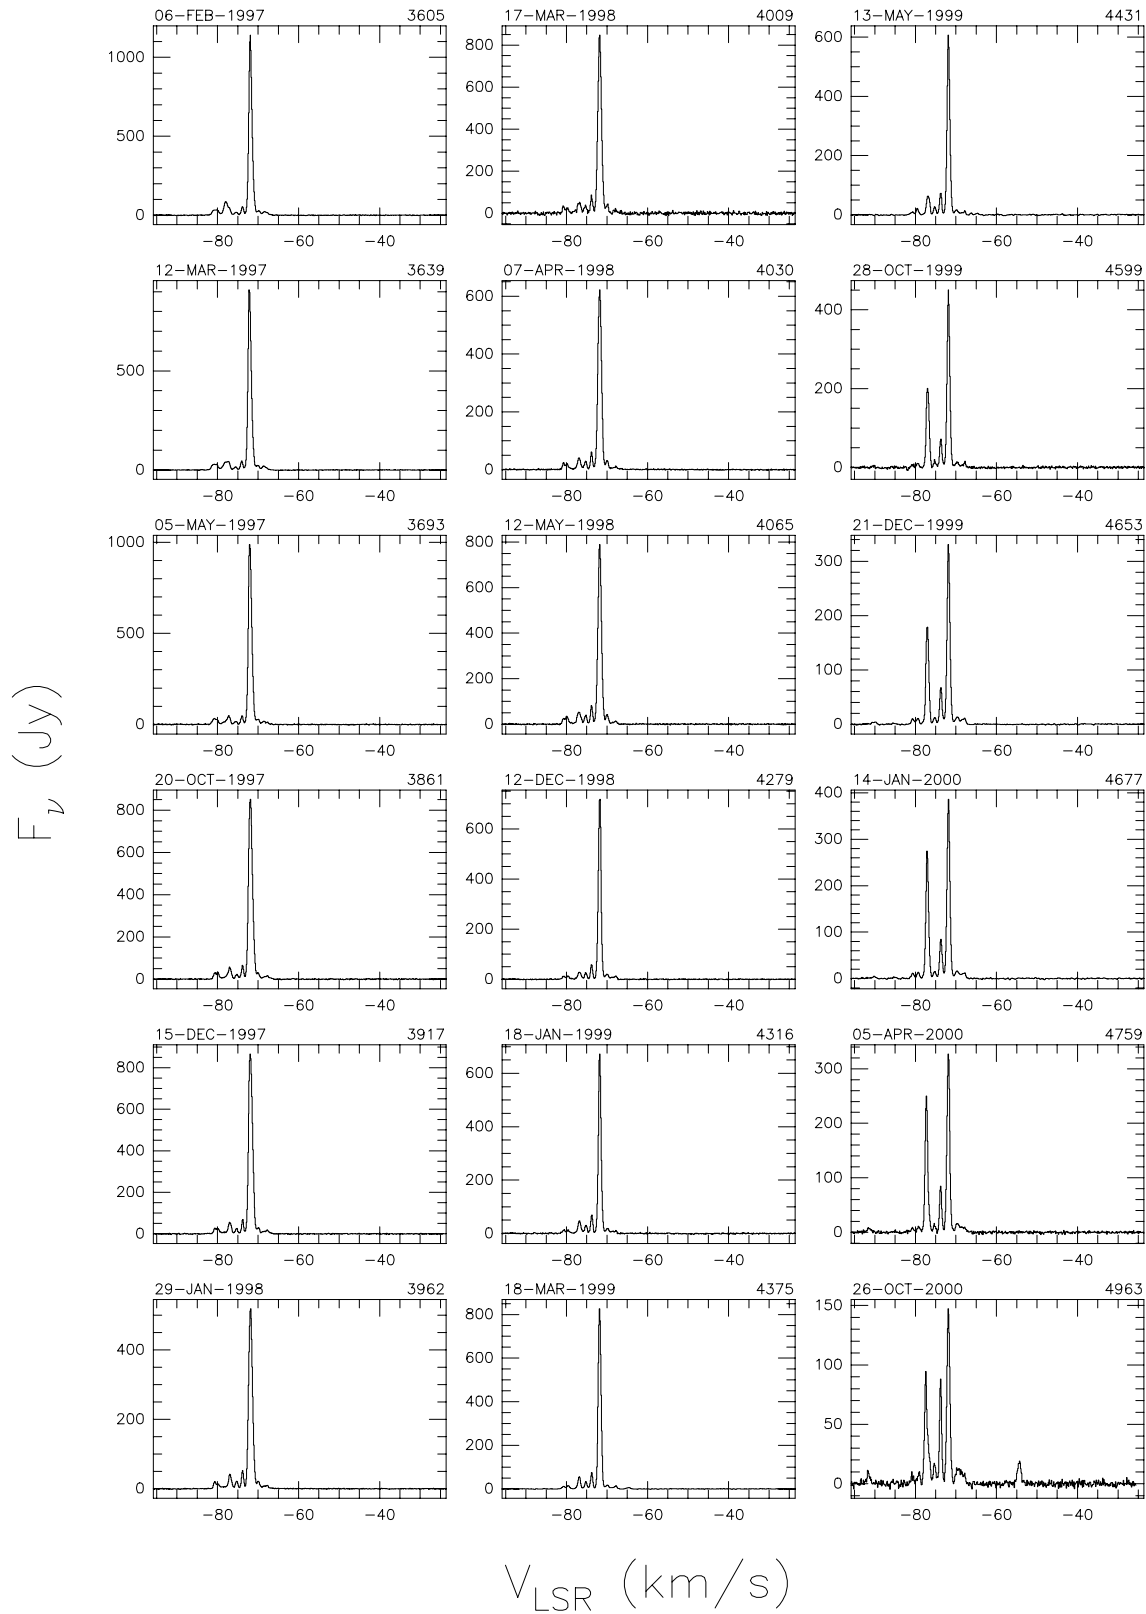 06-FEB-1997 3605
1000
500
0
-80 -60 -40
17-MAR-1998 4009
800
600
400
200
0
-80 -60 -40
13-MAY-1999 4431
600
400
200
0
-80 -60 -40
12-MAR-1997 3639
500
0
-80 -60 -40
07-APR-1998 4030
600
400
200
0
-80 -60 -40
28-OCT-1999 4599
400
200
0
-80 -60 -40
05-MAY-1997 3693
1000
500
0
-80 -60 -40
12-MAY-1998 4065
800
600
400
200
0
-80 -60 -40
21-DEC-1999 4653
300
200
100
0
-80 -60 -40
20-OCT-1997 3861
800
600
400
200
0
-80 -60 -40
12-DEC-1998 4279
600
400
200
0
-80 -60 -40
14-JAN-2000 4677
400
300
200
100
0
-80 -60 -40
15-DEC-1997 3917
800
600
400
200
0
-80 -60 -40
18-JAN-1999 4316
600
400
200
0
-80 -60 -40
05-APR-2000 4759
300
200
100
0
-80 -60 -40
29-JAN-1998 3962
400
200
0
-80 -60 -40
18-MAR-1999 4375
800
600
400
200
0
-80 -60 -40
26-OCT-2000 4963
150
100
50
0
-80 -60 -40
F_ν (Jy)
V_LSR (km/s)